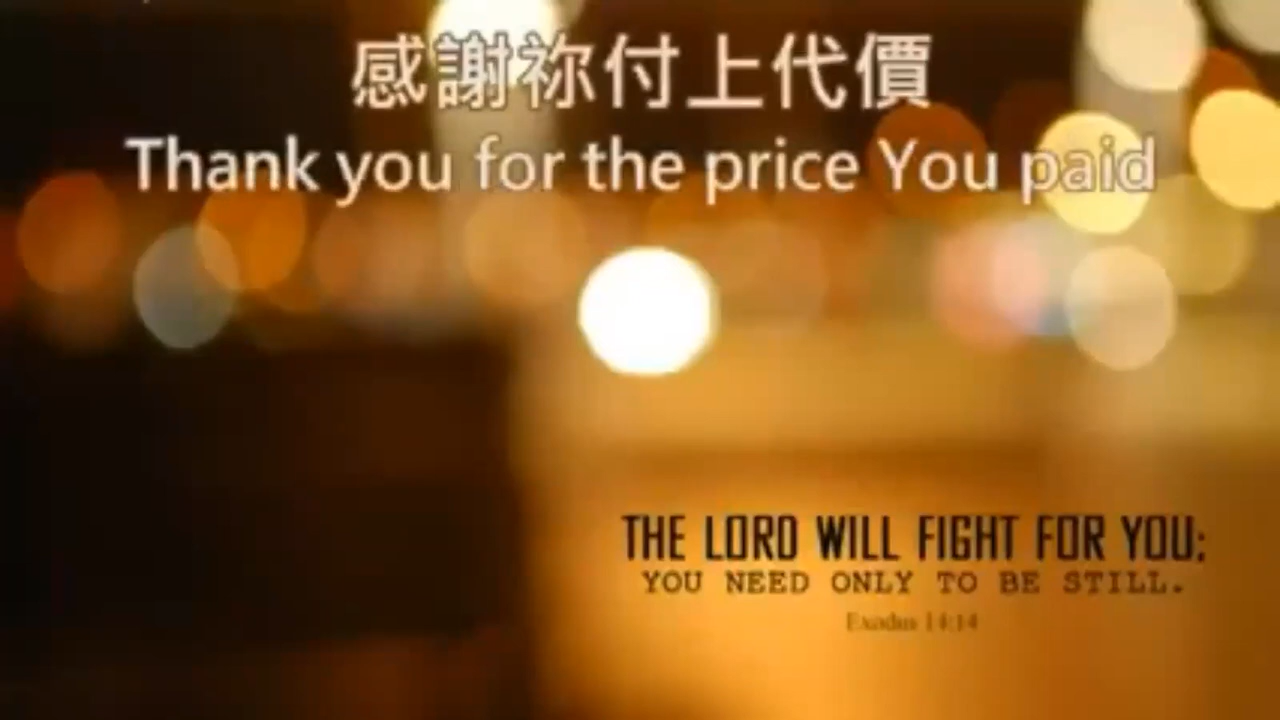 感謝祢付上代價
Thank you for the price You paid
THE LORD WILL FIGHT FOR YOU;
YOU NEED ONLY TO BE STILL.
Exodus 14:14